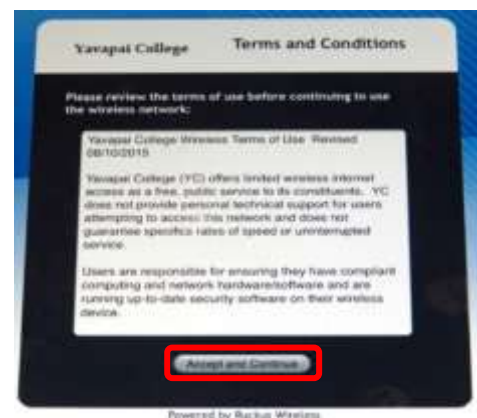 Yavapai College
Terms and Conditions
Please review the terms of use before continuing to use
the wireless network:
Yavapai College Wireless Terms of Use Revised
08/10/2015
Yavapai College (YC) offers limited wireless internet
access as a free, public service to its constituents. YC
does not provide personal technical support for users
attempting to access this network and does not
guarantee specifics rates of speed or uninterrupted
service.
Users are responsible for ensuring they have compliant
computing and network hardware/software and are
running up-to-date security software on their wireless
device.
Accept and Continue
Powered by Ruckus Wireless